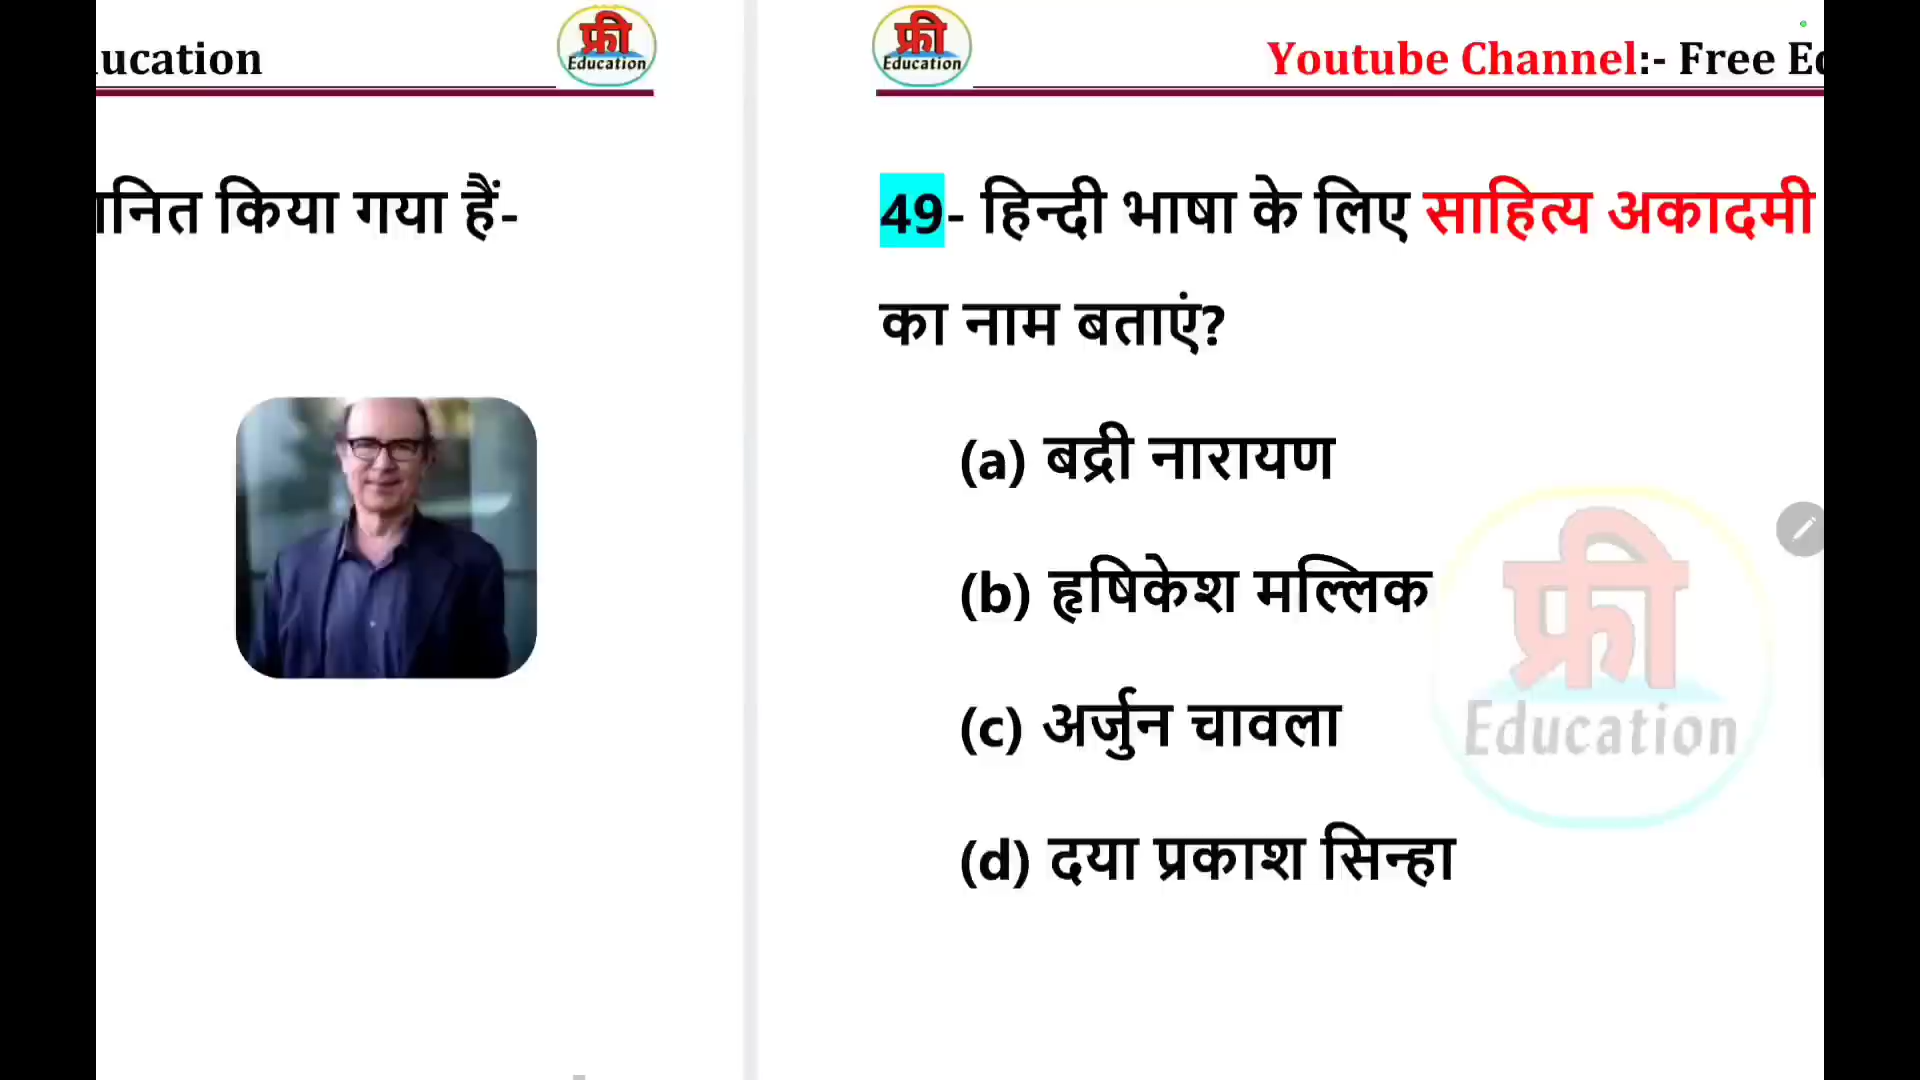 ucation
फ्री
Education
गया हैं-
किया
फ्री
Education
Youtube Channel:- Free
49- हिन्दी भाषा के लिए साहित्य अकादमी
का नाम बताएं?
(a) बद्री नारायण
(b) हृषिकेश मल्लिक
(c) अर्जुन चावला
(d) दया प्रकाश सिन्हा
फ्री
Education